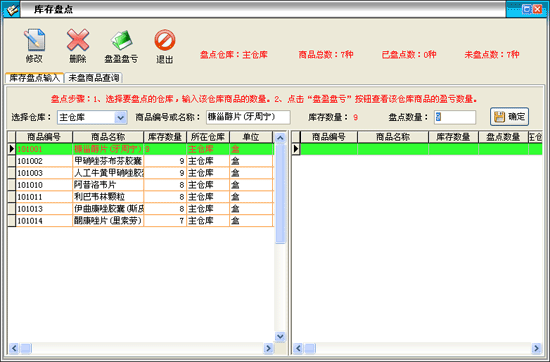 库存盘点
修改 删除 盘盈盘亏 退出 盘点仓库：主仓库 商品总数：7种 已盘点数：0种 未盘点数：7种
库存盘点输入 未盘商品查询
盘点步骤：1、选择要盘点的仓库，输入该仓库商品的数量。2、点击“盘盈盘亏”按钮查看该仓库商品的盈亏数量。
选择仓库： 主仓库 商品编号或名称： 糠甾醇片(牙周宁) 库存数量： 9 盘点数量： 0 确定
商品编号 商品名称 库存数量 所在仓库 单位 商品编号 商品名称 库存数量 盘点数量
101001 糠甾醇片(牙周宁) 9 主仓库 盒
101002 甲硝唑芬布芬胶囊 9 主仓库 盒
101003 人工牛黄甲硝唑胶 9 主仓库 盒
101010 阿昔洛韦片 8 主仓库 盒
101011 利巴韦林颗粒 8 主仓库 盒
101013 伊曲康唑胶囊(斯皮 8 主仓库 盒
101014 酮康唑片(里素劳) 7 主仓库 盒